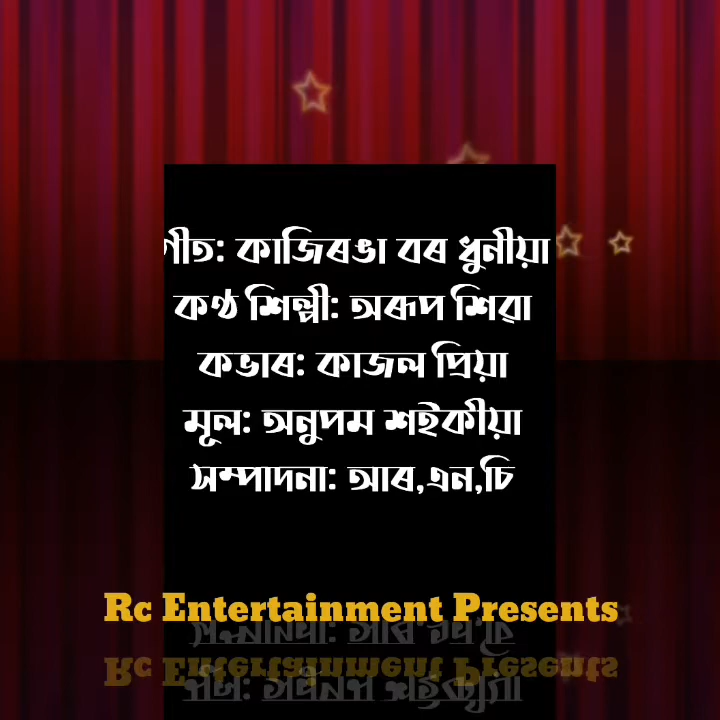 গীত: কাজিৰঙা বৰ ধুনীয়া
কণ্ঠ শিল্পী: অৰূপ শিৱা
কভাৰ: কাজল প্ৰিয়া
মূল: অনুপম শইকীয়া
সম্পাদনা: আৰ,এন,চি
Rc Entertainment Presents